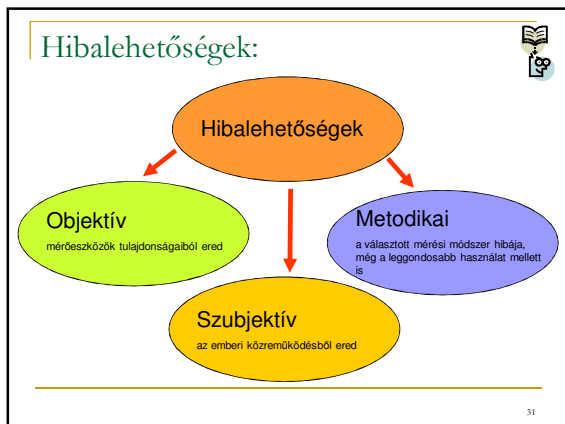 Hibalehetőségek:
Hibalehetőségek
Objektív
mérőeszközök tulajdonságaiból ered
Metodikai
a választott mérési módszer hibája,
még a leggondosabb használat mellett
is
Szubjektív
az emberi közreműködésből ered
31